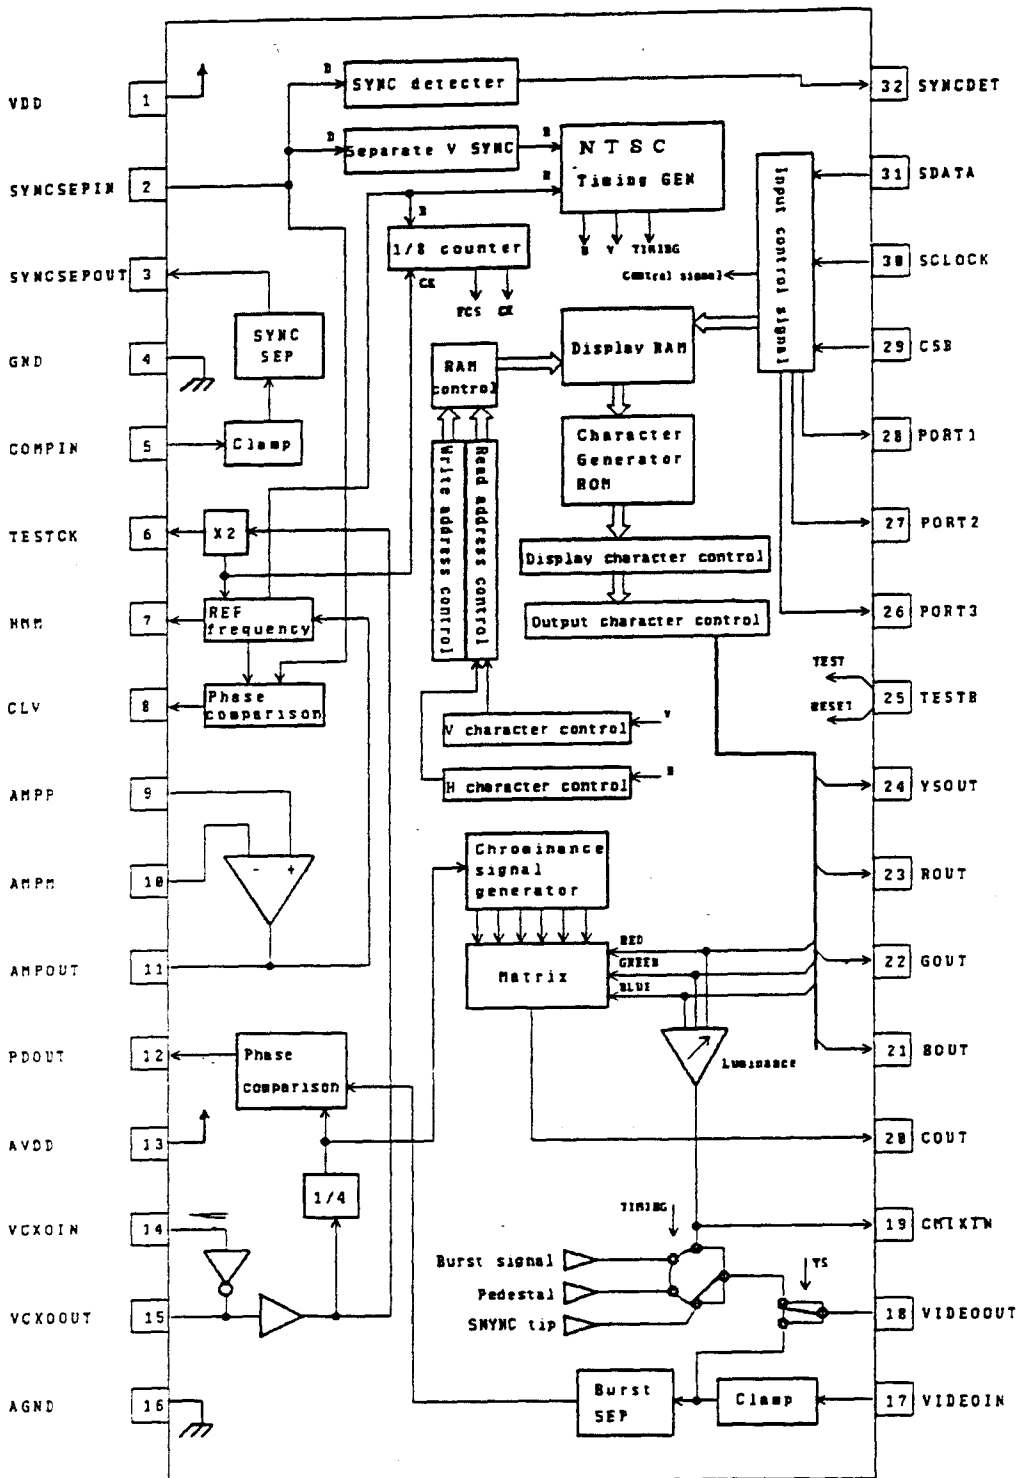 VDD
1
SYNCSEPIN
2
SYNCSEPOUT
3
GND
4
COMPIN
5
TESTCK
6
HMM
7
CLV
8
AMPP
9
AMPM
10
AMPOUT
11
PDOUT
12
AVDD
13
VCXOIN
14
VCXOOUT
15
AGND
16
32
SYNCDET
31
SDATA
30
SCLOCK
29
CSB
28
PORT1
27
PORT2
26
PORT3
TEST
RESET
25
TESTB
24
YSOUT
23
ROUT
22
GOUT
21
BOUT
20
COUT
19
CMIXIN
18
VIDEOOUT
17
VIDEOIN
SYNC detecter
Separate V SYNC
NTSC
Timing GEN
H
V
TIMING
1/8 counter
CK
FCS
CK
Control signal
Input control signal
SYNC
SEP
Clamp
RAM
control
Display RAM
Write address control
Read address control
Character
Generator
ROM
Display character control
Output character control
X2
REF
frequency
Phase
comparison
V character control
V
H character control
H
-
+
Chrominance
signal
generator
Matrix
RED
GREEN
BLUE
Luminance
Phase
comparison
1/4
TIMING
Burst signal
Pedestal
SNYNC tip
YS
Burst
SEP
Clamp